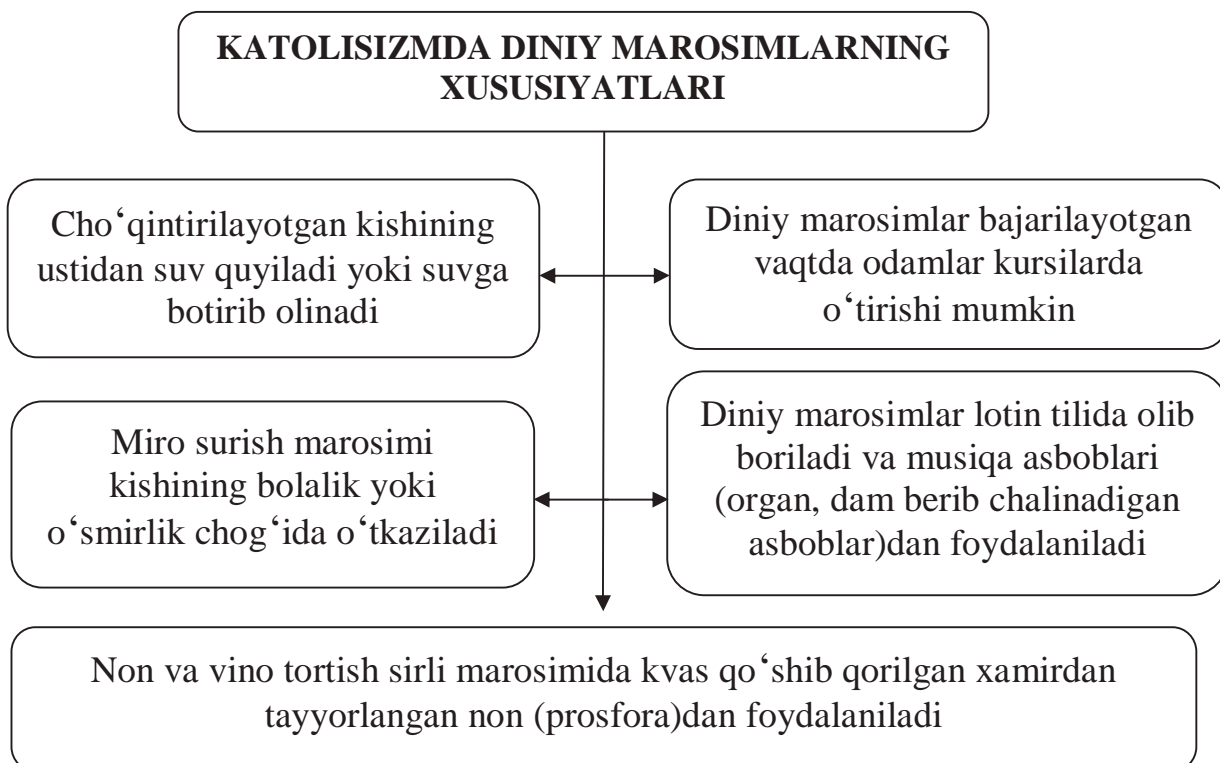 KATOLISIZMDA DINIY MAROSIMLARNING
XUSUSIYATLARI
Cho‘qintirilayotgan kishining
ustidan suv quyiladi yoki suvga
botirib olinadi
Diniy marosimlar bajarilayotgan
vaqtda odamlar kursilarda
o‘tirishi mumkin
Miro surish marosimi
kishining bolalik yoki
o‘smirlik chog‘ida o‘tkaziladi
Diniy marosimlar lotin tilida olib
boriladi va musiqa asboblari
(organ, dam berib chalinadigan
asboblar)dan foydalaniladi
Non va vino tortish sirli marosimida kvas qo‘shib qorilgan xamirdan
tayyorlangan non (prosfora)dan foydalaniladi